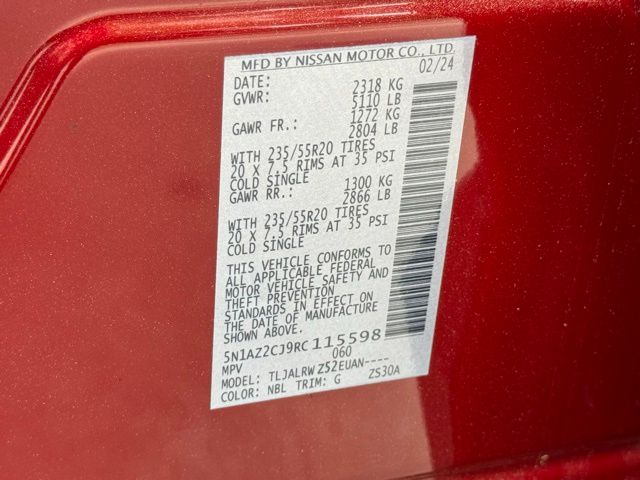 MFD BY NISSAN MOTOR CO., LTD.
DATE: 02/24
GVWR: 2318 KG
5110 LB
GAWR FR.: 1272 KG
2804 LB
WITH 235/55R20 TIRES
20 X 7.5 RIMS AT 35 PSI
COLD SINGLE
GAWR RR.: 1300 KG
2866 LB
WITH 235/55R20 TIRES
20 X 7.5 RIMS AT 35 PSI
COLD SINGLE
THIS VEHICLE CONFORMS TO
ALL APPLICABLE FEDERAL
MOTOR VEHICLE SAFETY AND
THEFT PREVENTION
STANDARDS IN EFFECT ON
THE DATE OF MANUFACTURE
SHOWN ABOVE.
5N1AZ2CJ9RC115598
MPV 060
MODEL: TLJALRWZS2EUAN----
COLOR: NBL TRIM: G ZS30A